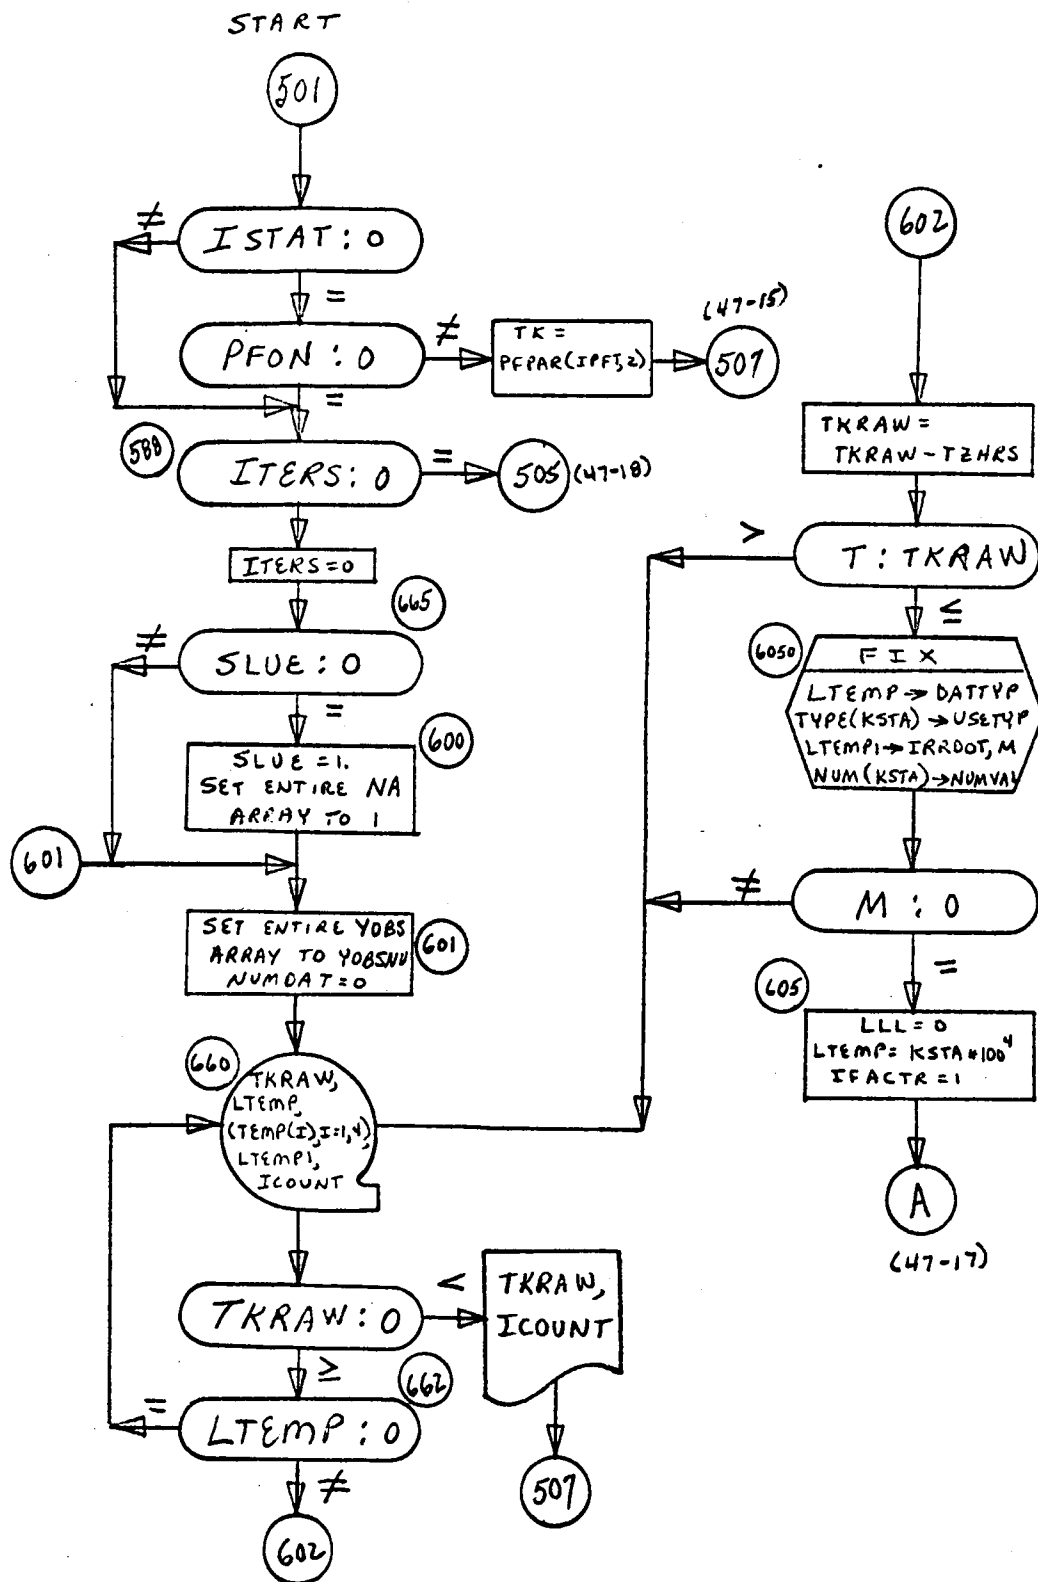 START
501
≠
ISTAT : 0
=
PFON : 0
≠
TK =
PFPAR(IPFT,2)
(47-15)
507
=
588
ITERS : 0
=
505
(47-18)
ITERS=0
665
≠
SLUE : 0
=
600
SLUE =1.
SET ENTIRE NA
ARRAY TO 1
601
SET ENTIRE YOBS
ARRAY TO YOBSNU
NUMDAT=0
601
660
TKRAW,
LTEMP,
(TEMP(I),I=1,4),
LTEMP1,
ICOUNT
TKRAW : 0
<
TKRAW,
ICOUNT
507
≥
662
=
LTEMP : 0
≠
602
602
TKRAW =
TKRAW-TZHRS
>
T : TKRAW
≤
6050
FIX
LTEMP→DATTYP
TYPE(KSTA)→USETYP
LTEMP1→IRRDOT, M
NUM(KSTA)→NUMVAL
≠
M : 0
=
605
LLL=0
LTEMP= KSTA*100⁴
IFACTR=1
A
(47-17)